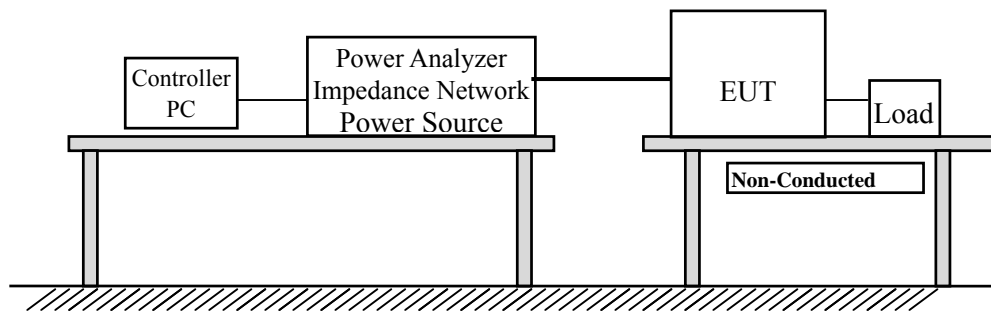 Controller
PC
Power Analyzer
Impedance Network
Power Source
EUT
Load
Non-Conducted